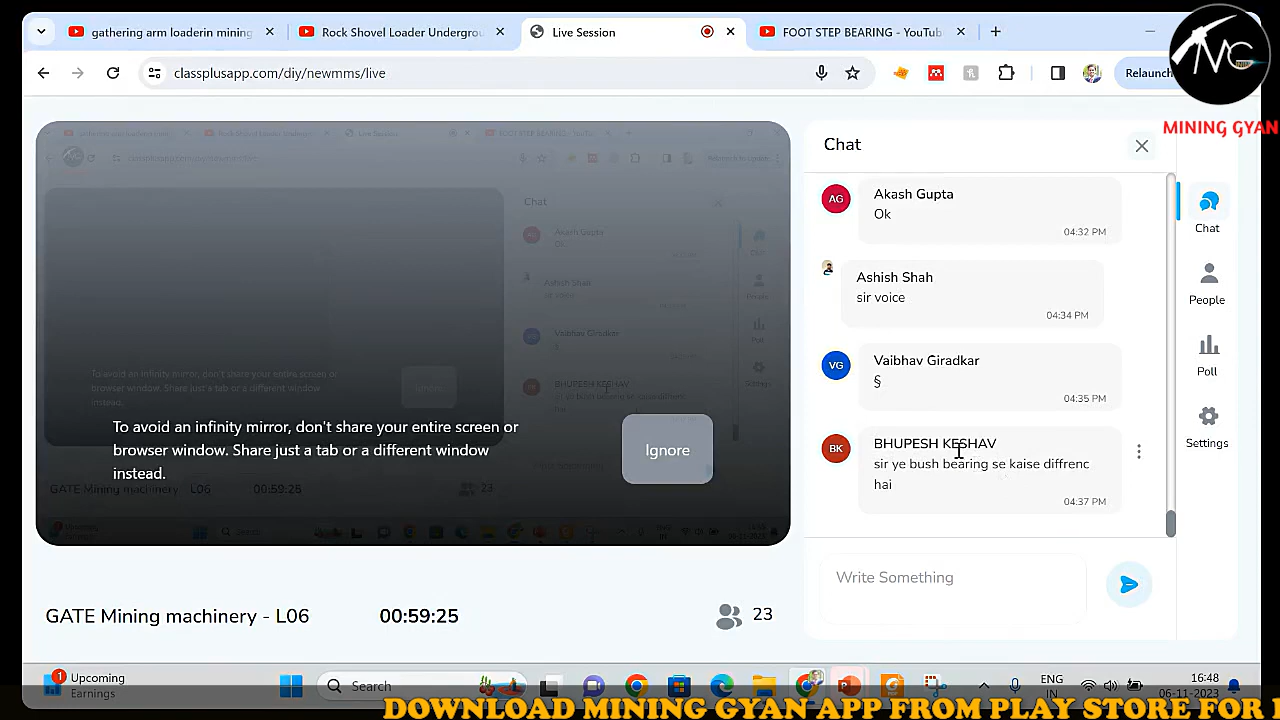 gathering arm loaderin mining
Rock Shovel Loader Undergrou
Live Session
FOOT STEP BEARING - YouTub
classplusapp.com/diy/newmms/live
Relaunch
MVG
MINING GYAN
Chat
AG
Akash Gupta
Ok
04:32 PM
Ashish Shah
sir voice
04:34 PM
VG
Vaibhav Giradkar
§
04:35 PM
BK
BHUPESH KESHAV
sir ye bush bearing se kaise diffrenc
hai
04:37 PM
Chat
People
Poll
Settings
To avoid an infinity mirror, don't share your entire screen or
browser window. Share just a tab or a different window
instead.
Ignore
Write Something
GATE Mining machinery - L06
00:59:25
23
1
Upcoming
Earnings
Search
ENG
IN
16:48
06-11-2023
DOWNLOAD MINING GYAN APP FROM PLAY STORE FOR